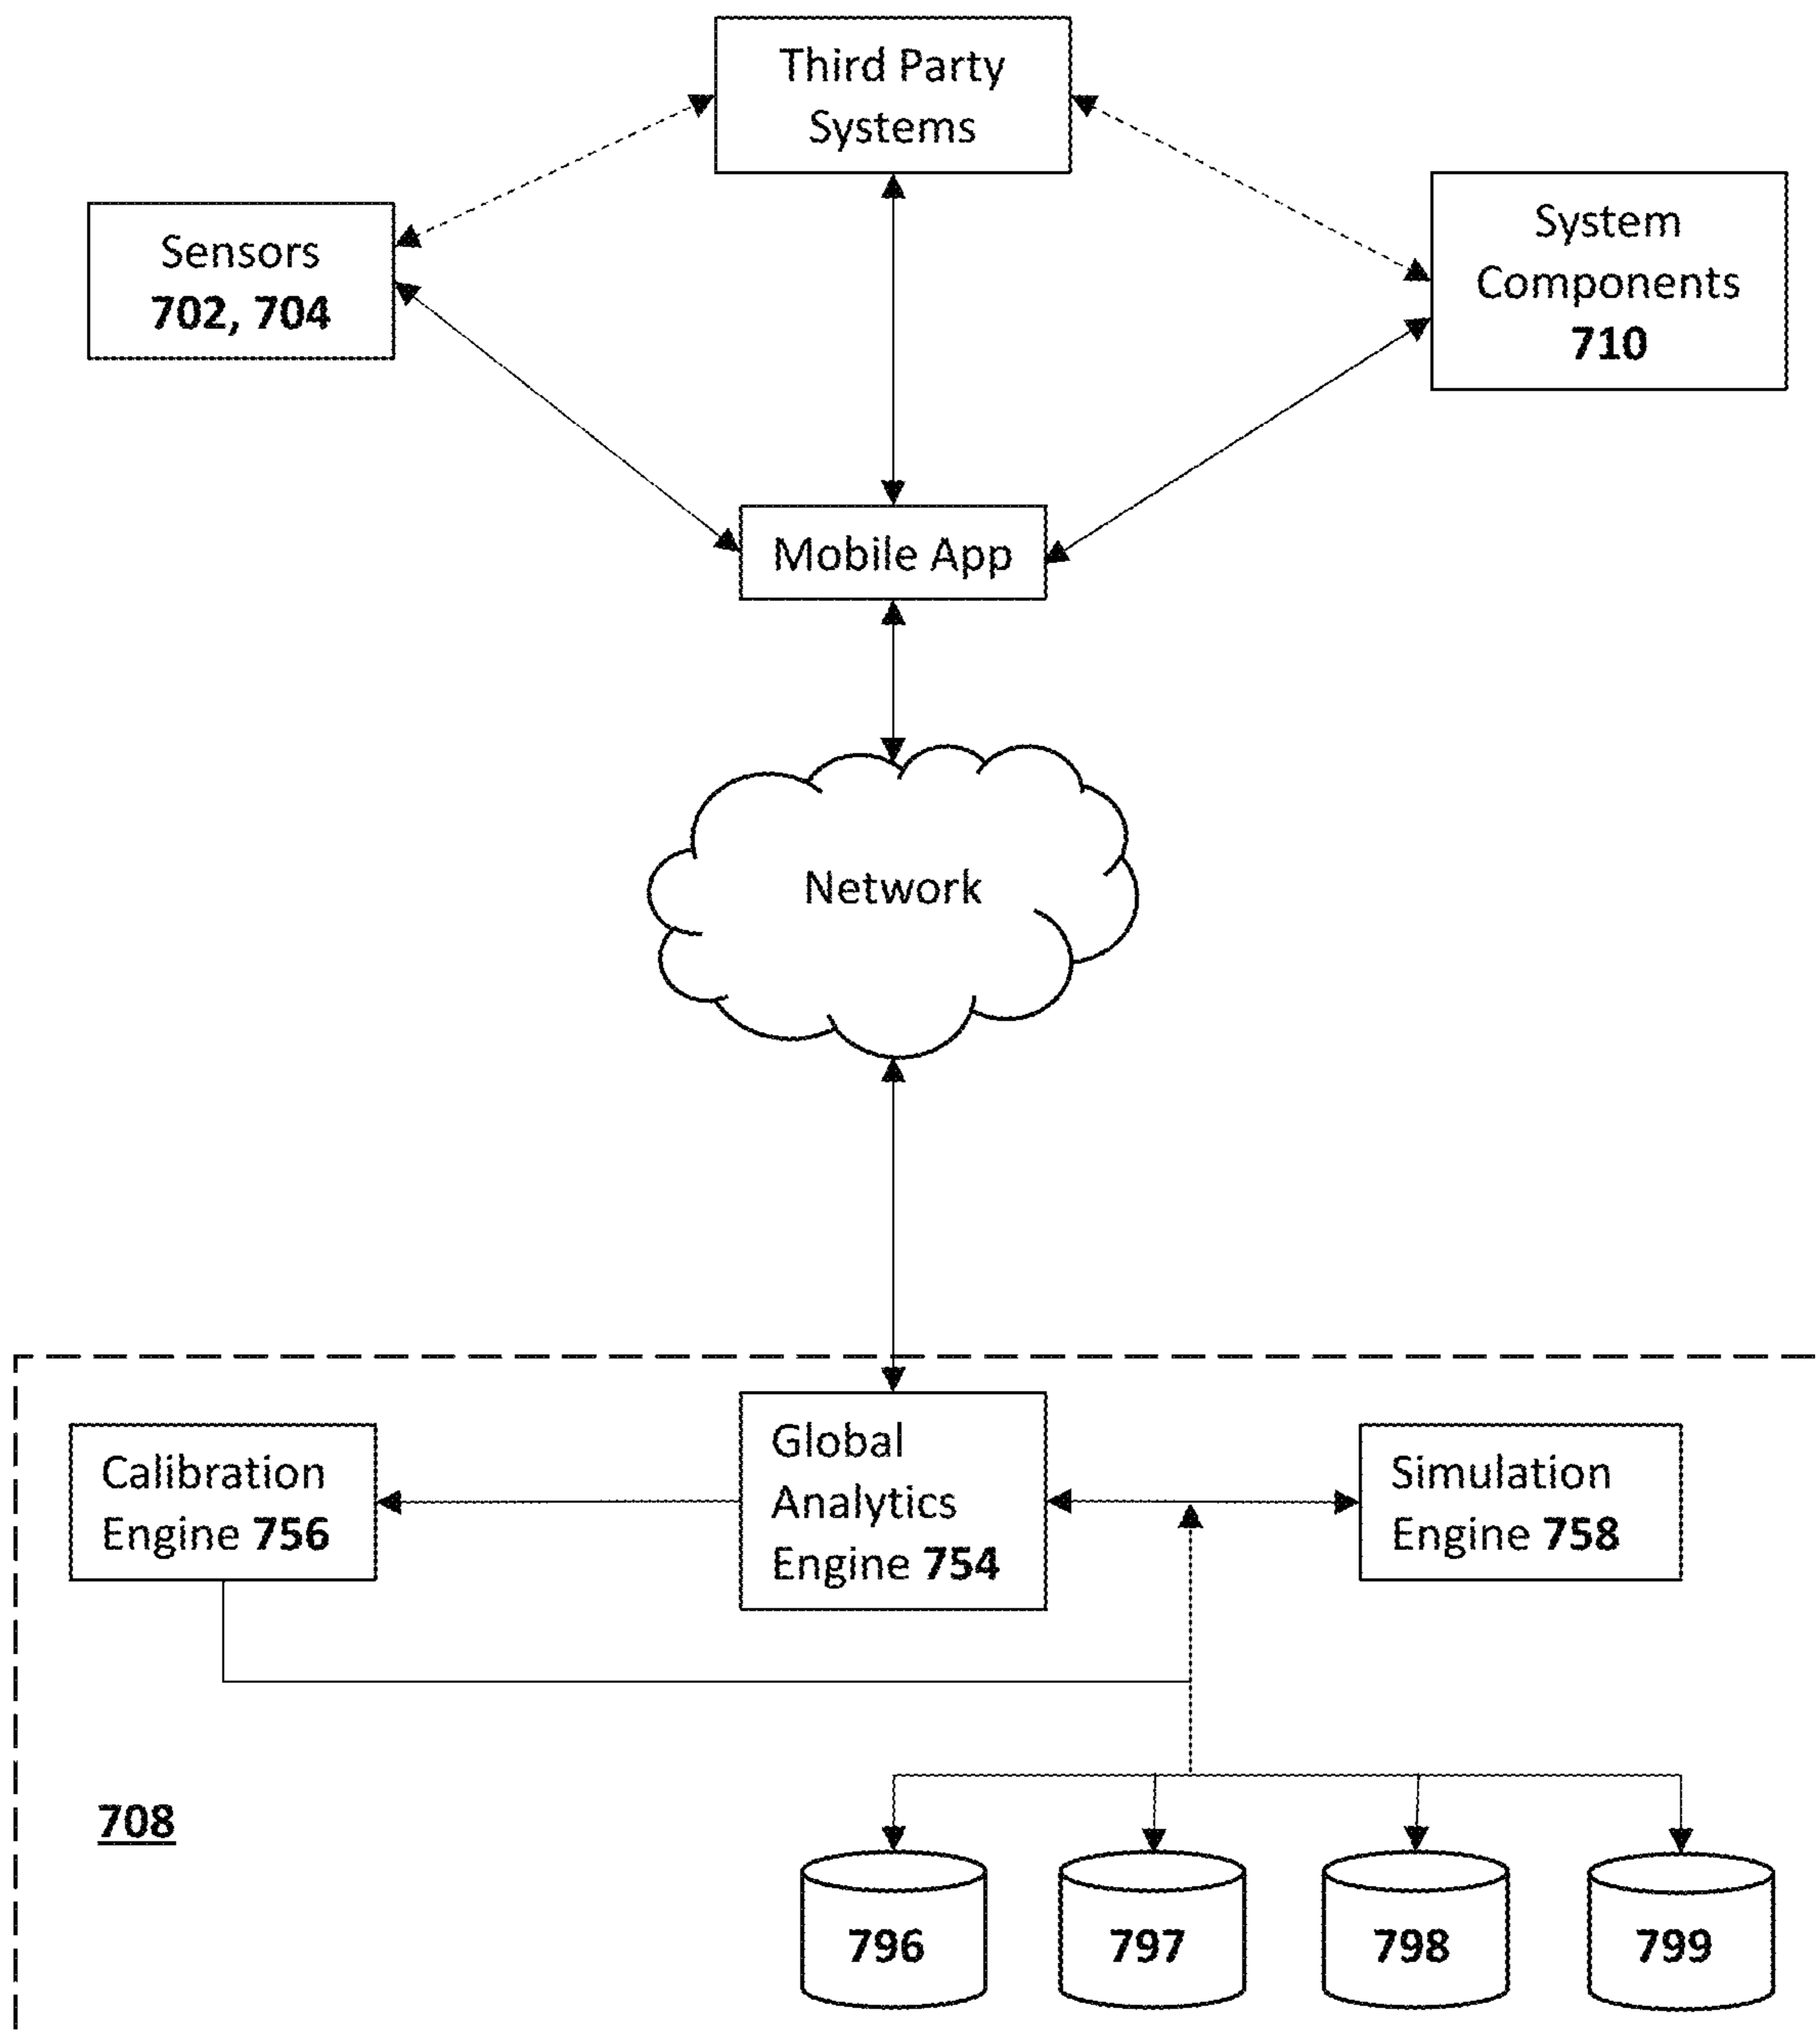 Third Party
Systems
Sensors
702, 704
System
Components
710
Mobile App
Network
Calibration
Engine 756
Global
Analytics
Engine 754
Simulation
Engine 758
708
796
797
798
799